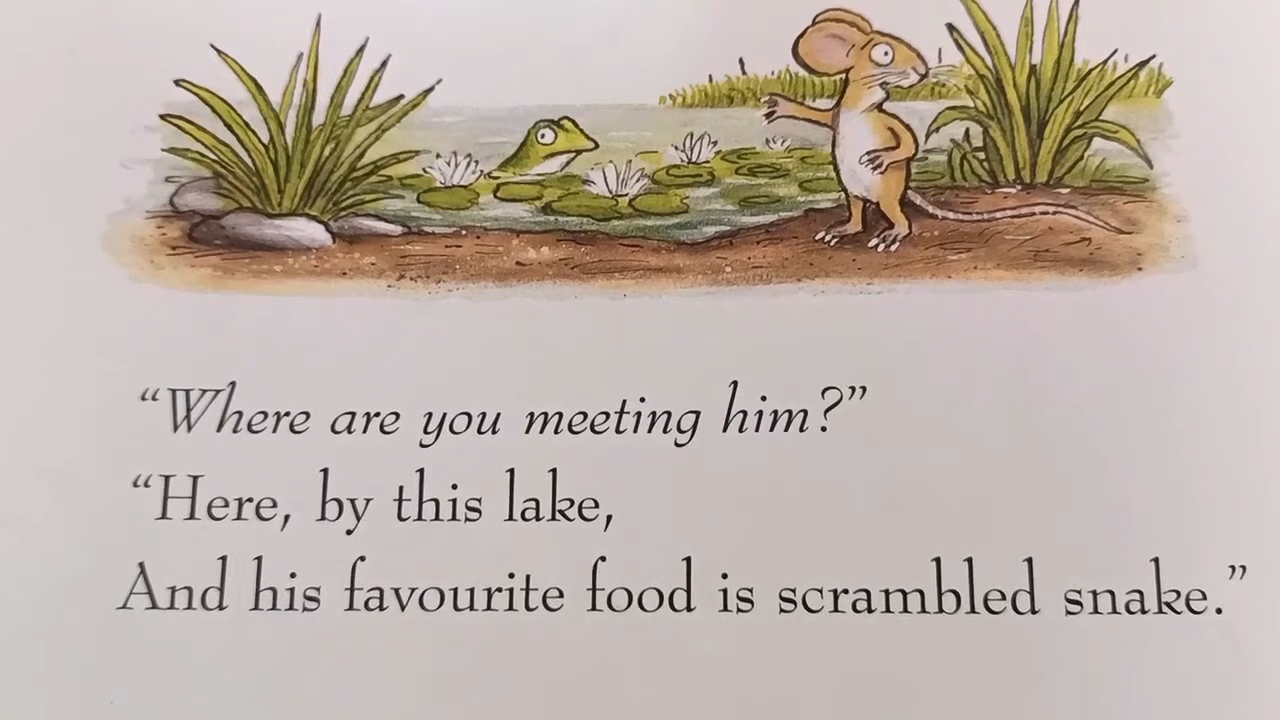 “Where are you meeting him?”
“Here, by this lake,
And his favourite food is scrambled snake.”